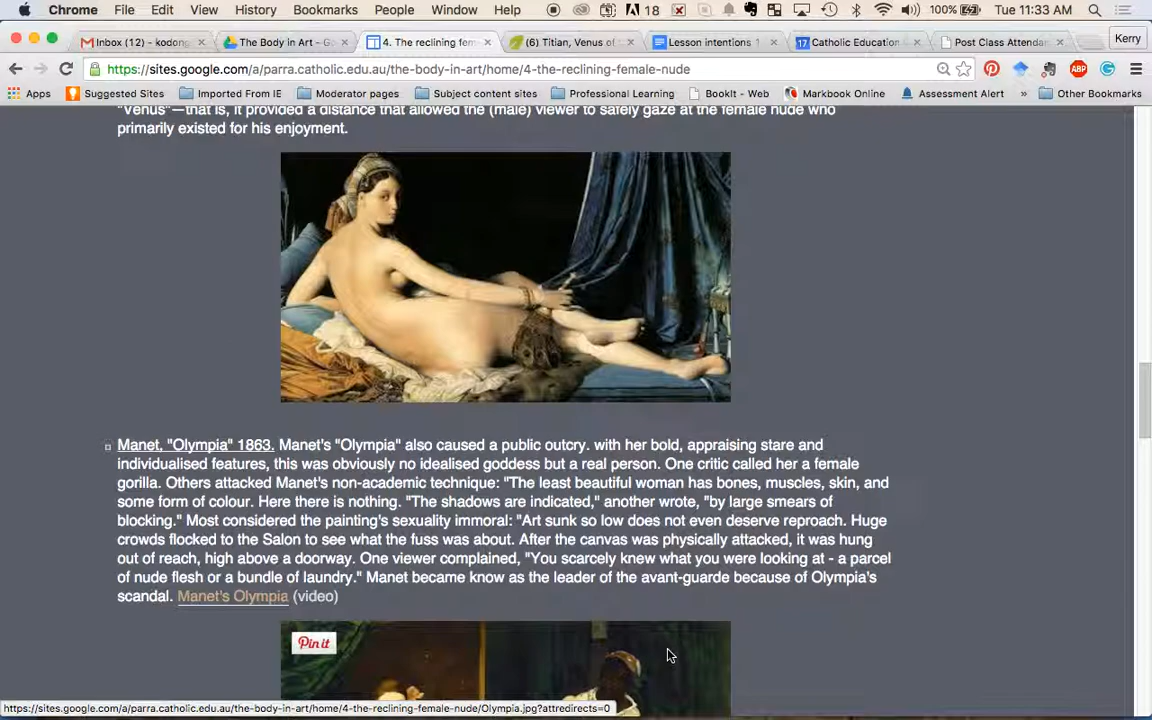 Chrome File Edit View History Bookmarks People Window Help 18 100% Tue 11:33 AM
Inbox (12) - kodong The Body in Art - Go 4. The reclining fem (6) Titian, Venus of Lesson intentions 1 17 Catholic Education Post Class Attendan Kerry
https://sites.google.com/a/parra.catholic.edu.au/the-body-in-art/home/4-the-reclining-female-nude ABP
Apps Suggested Sites Imported From IE Moderator pages Subject content sites Professional Learning BookIt - Web Markbook Online Assessment Alert » Other Bookmarks
"Venus"—that is, it provided a distance that allowed the (male) viewer to safely gaze at the female nude who
primarily existed for his enjoyment.
Manet, "Olympia" 1863. Manet's "Olympia" also caused a public outcry. with her bold, appraising stare and
individualised features, this was obviously no idealised goddess but a real person. One critic called her a female
gorilla. Others attacked Manet's non-academic technique: "The least beautiful woman has bones, muscles, skin, and
some form of colour. Here there is nothing. "The shadows are indicated," another wrote, "by large smears of
blocking." Most considered the painting's sexuality immoral: "Art sunk so low does not even deserve reproach. Huge
crowds flocked to the Salon to see what the fuss was about. After the canvas was physically attacked, it was hung
out of reach, high above a doorway. One viewer complained, "You scarcely knew what you were looking at - a parcel
of nude flesh or a bundle of laundry." Manet became know as the leader of the avant-guarde because of Olympia's
scandal. Manet's Olympia (video)
Pin it
https://sites.google.com/a/parra.catholic.edu.au/the-body-in-art/home/4-the-reclining-female-nude/Olympia.jpg?attredirects=0